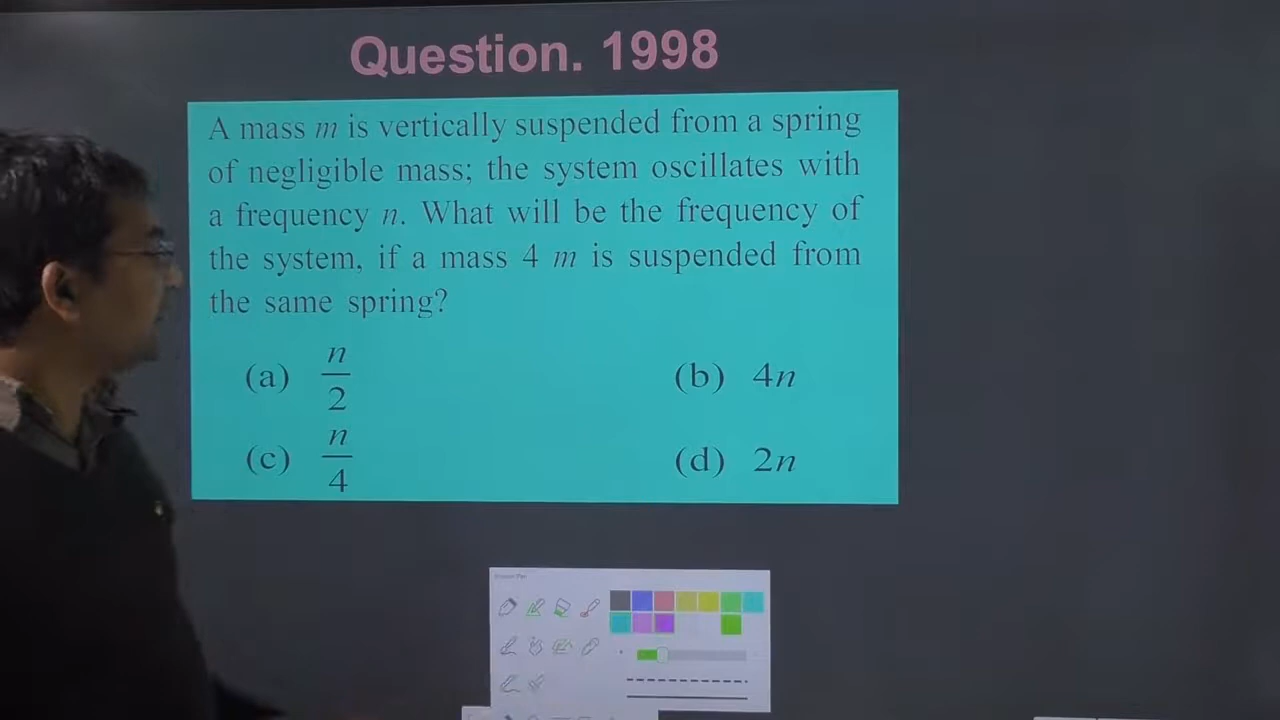 Question. 1998
A mass m is vertically suspended from a spring
of negligible mass; the system oscillates with
a frequency n. What will be the frequency of
the system, if a mass 4 m is suspended from
the same spring?
(a) n/2 (b) 4n
(c) n/4 (d) 2n